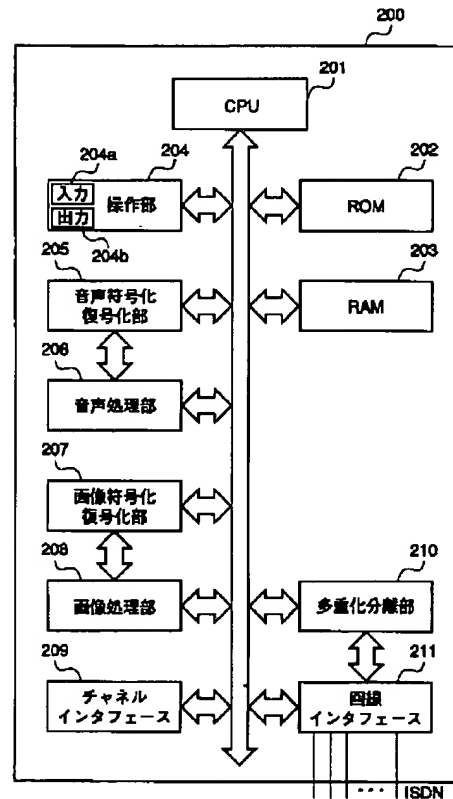 200
201
CPU
204a
204
202
入力
操作部
ROM
出力
204b
205
203
音声符号化
復号化部
RAM
206
音声処理部
207
画像符号化
復号化部
208
210
画像処理部
多重化分離部
209
211
チャネル
インタフェース
回線
インタフェース
...
ISDN